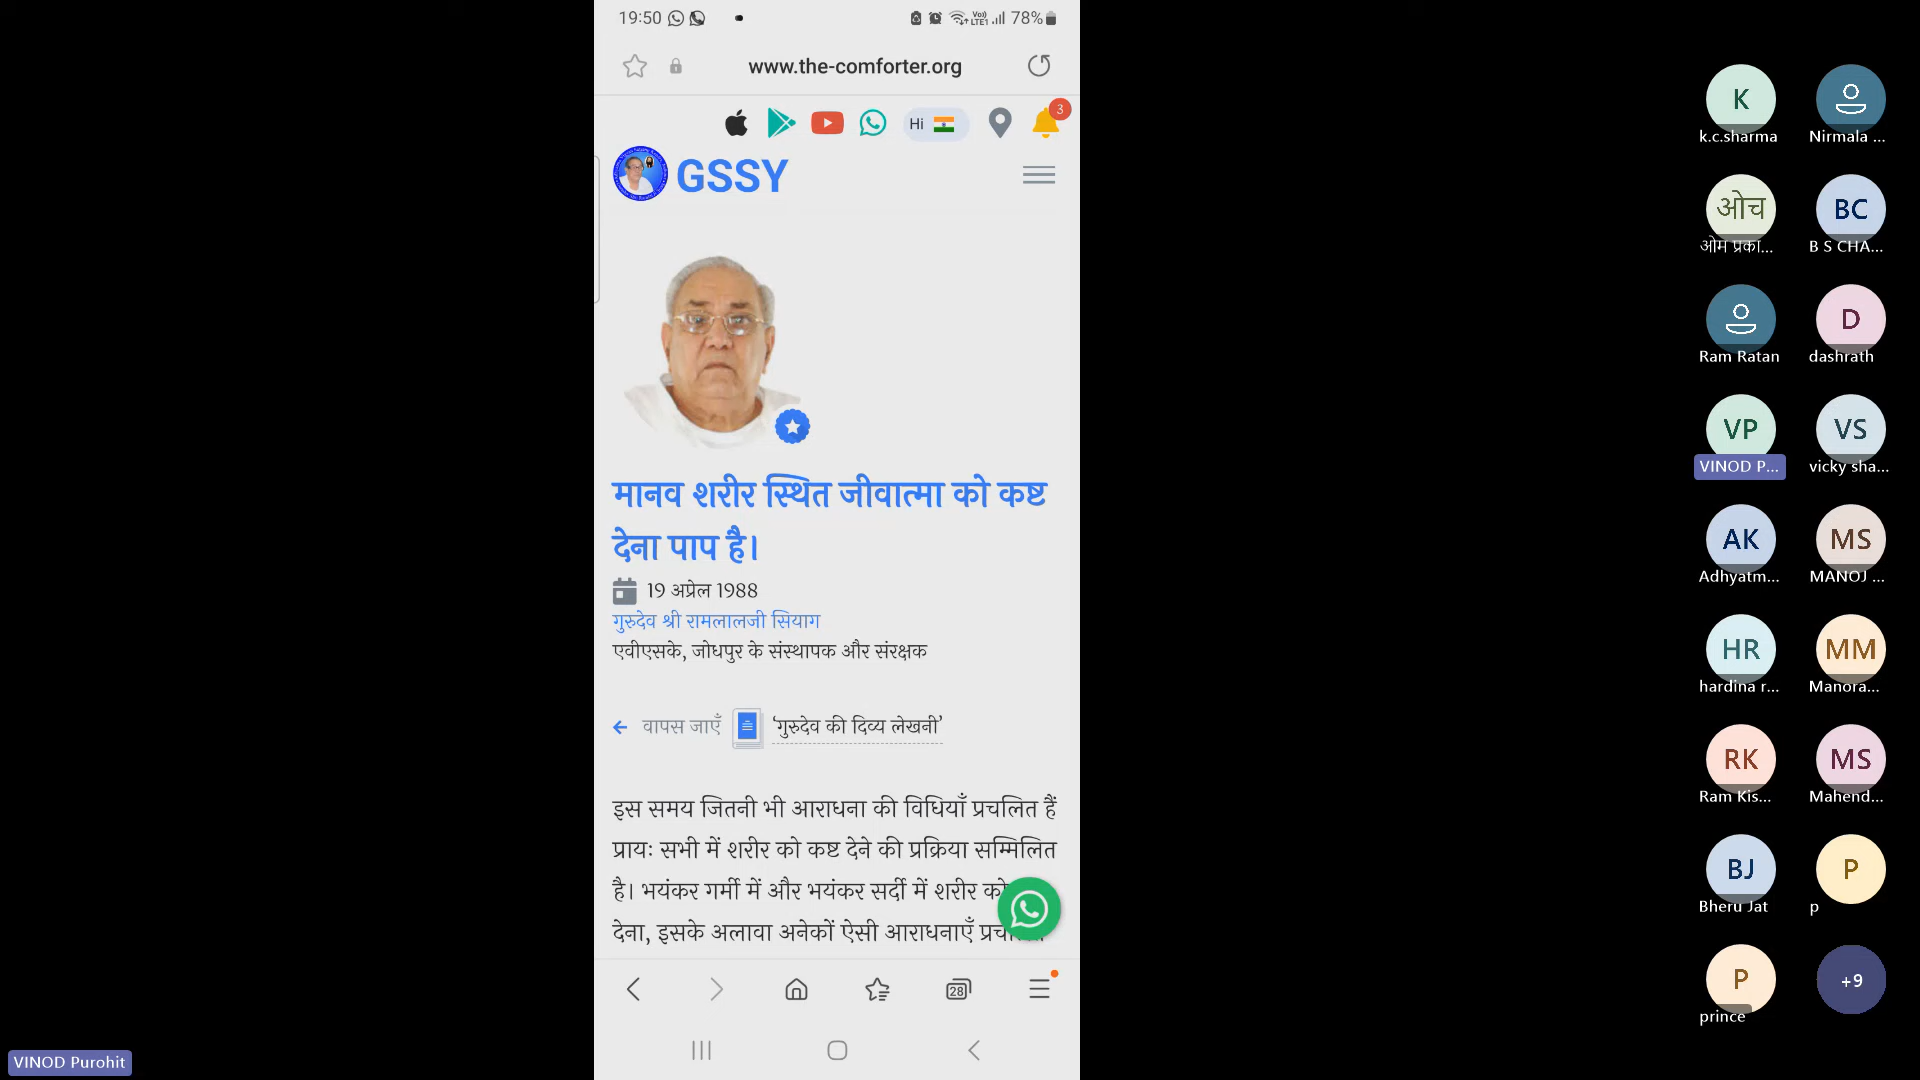 19:50
Vo)) LTE1
78%
www.the-comforter.org
Hi
3
GSSY
मानव शरीर स्थित जीवात्मा को कष्ट
देना पाप है।
19 अप्रेल 1988
गुरुदेव श्री रामलालजी सियाग
एवीएसके, जोधपुर के संस्थापक और संरक्षक
वापस जाएँ
‘गुरुदेव की दिव्य लेखनी’
इस समय जितनी भी आराधना की विधियाँ प्रचलित हैं
प्रायः सभी में शरीर को कष्ट देने की प्रक्रिया सम्मिलित
है। भयंकर गर्मी में और भयंकर सर्दी में शरीर को
देना, इसके अलावा अनेकों ऐसी आराधनाएँ
28
VINOD Purohit
K
k.c.sharma
Nirmala ...
ओच
ओम प्रका...
BC
B S CHA...
Ram Ratan
D
dashrath
VP
VINOD P...
VS
vicky sha...
AK
Adhyatm...
MS
MANOJ ...
HR
hardina r...
MM
Manora...
RK
Ram Kis...
MS
Mahend...
BJ
Bheru Jat
P
p
P
prince
+9